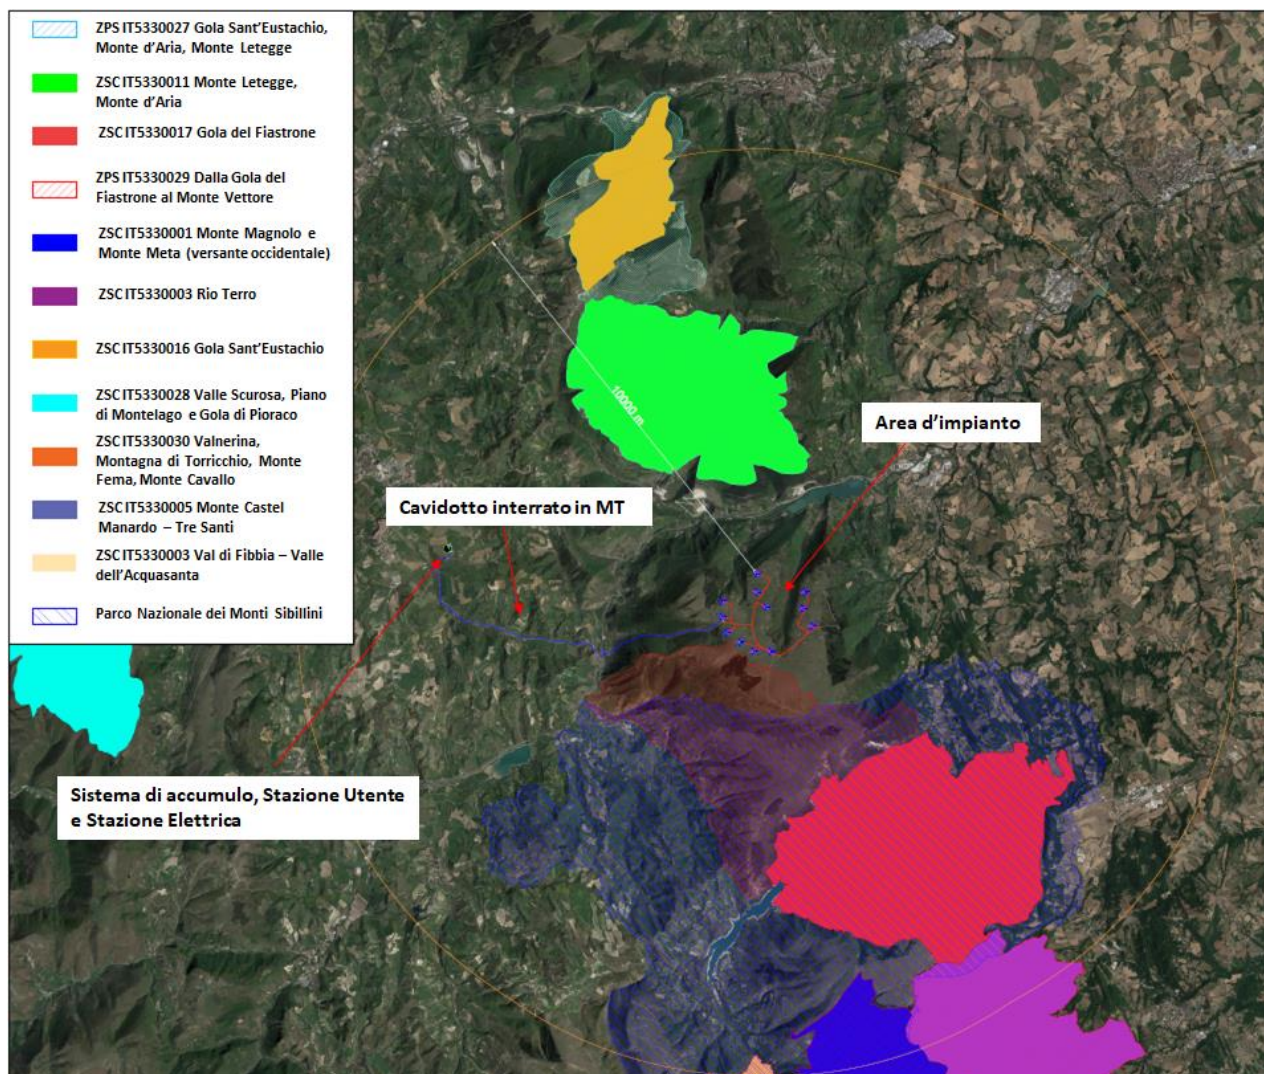 ZPS IT5330027 Gola Sant'Eustachio,
Monte d'Aria, Monte Letegge
ZSC IT5330011 Monte Letegge,
Monte d'Aria
ZSC IT5330017 Gola del Fiastrone
ZPS IT5330029 Dalla Gola del
Fiastrone al Monte Vettore
ZSC IT5330001 Monte Magnolo e
Monte Meta (versante occidentale)
ZSC IT5330003 Rio Terro
ZSC IT5330016 Gola Sant'Eustachio
ZSC IT5330028 Valle Scurosa, Piano
di Montelago e Gola di Pioraco
ZSC IT5330030 Valnerina,
Montagna di Torricchio, Monte
Fema, Monte Cavallo
ZSC IT5330005 Monte Castel
Manardo – Tre Santi
ZSC IT5330003 Val di Fibbia – Valle
dell'Acquasanta
Parco Nazionale dei Monti Sibillini
10000 m
Area d'impianto
Cavidotto interrato in MT
Sistema di accumulo, Stazione Utente
e Stazione Elettrica